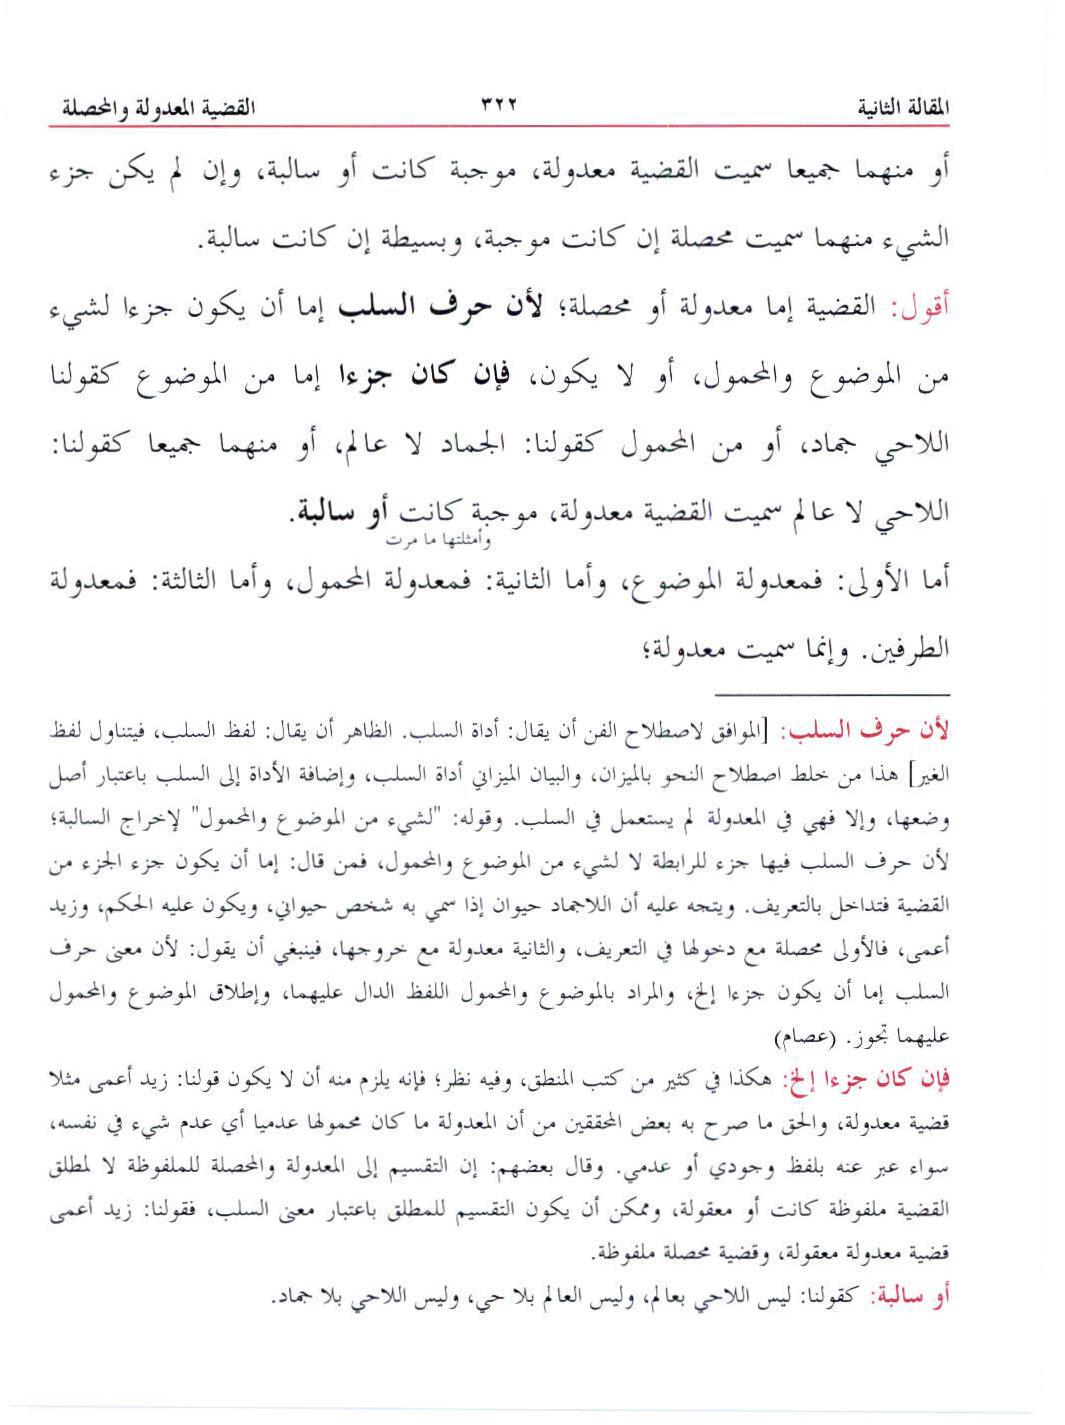 المقالة الثانية ٣٢٢ القضية المعدولة والمحصلة
أو منهما جميعا سميت القضية معدولة، موجبة كانت أو سالبة، وإن لم يكن جزء
الشيء منهما سميت محصلة إن كانت موجبة، وبسيطة إن كانت سالبة.
أقول: القضية إما معدولة أو محصلة؛ لأن حرف السلب إما أن يكون جزءا لشيء
من الموضوع والمحمول، أو لا يكون، فإن كان جزءا إما من الموضوع كقولنا
اللاحي جماد، أو من المحمول كقولنا: الجماد لا عالم، أو منهما جميعا كقولنا:
اللاحي لا عالم سميت القضية معدولة، موجبة كانت أو سالبة.
وأمثلتها ما مرت
أما الأولى: فمعدولة الموضوع، وأما الثانية: فمعدولة المحمول، وأما الثالثة: فمعدولة
الطرفين. وإنما سميت معدولة؛
لأن حرف السلب: [الموافق لاصطلاح الفن أن يقال: أداة السلب. الظاهر أن يقال: لفظ السلب، فيتناول لفظ
الغير] هذا من خلط اصطلاح النحو بالميزان، والبيان الميزاني أداة السلب، وإضافة الأداة إلى السلب باعتبار أصل
وضعها، وإلا فهي في المعدولة لم يستعمل في السلب. وقوله: "لشيء من الموضوع والمحمول" لإخراج السالبة؛
لأن حرف السلب فيها جزء للرابطة لا لشيء من الموضوع والمحمول، فمن قال: إما أن يكون جزء الجزء من
القضية فتداخل بالتعريف. ويتجه عليه أن اللاجماد حيوان إذا سمي به شخص حيواني، ويكون عليه الحكم، وزيد
أعمى، فالأولى محصلة مع دخولها في التعريف، والثانية معدولة مع خروجها، فينبغي أن يقول: لأن معنى حرف
السلب إما أن يكون جزءا إلخ، والمراد بالموضوع والمحمول اللفظ الدال عليهما، وإطلاق الموضوع والمحمول
عليهما تجوز. (عصام)
فإن كان جزءا إلخ: هكذا في كثير من كتب المنطق، وفيه نظر؛ فإنه يلزم منه أن لا يكون قولنا: زيد أعمى مثلا
قضية معدولة، والحق ما صرح به بعض المحققين من أن المعدولة ما كان محمولها عدميا أي عدم شيء في نفسه،
سواء عبر عنه بلفظ وجودي أو عدمي. وقال بعضهم: إن التقسيم إلى المعدولة والمحصلة للملفوظة لا لمطلق
القضية ملفوظة كانت أو معقولة، وممكن أن يكون التقسيم للمطلق باعتبار معنى السلب، فقولنا: زيد أعمى
قضية معدولة معقولة، وقضية محصلة ملفوظة.
أو سالبة: كقولنا: ليس اللاحي بعالم، وليس العالم بلا حي، وليس اللاحي بلا جماد.